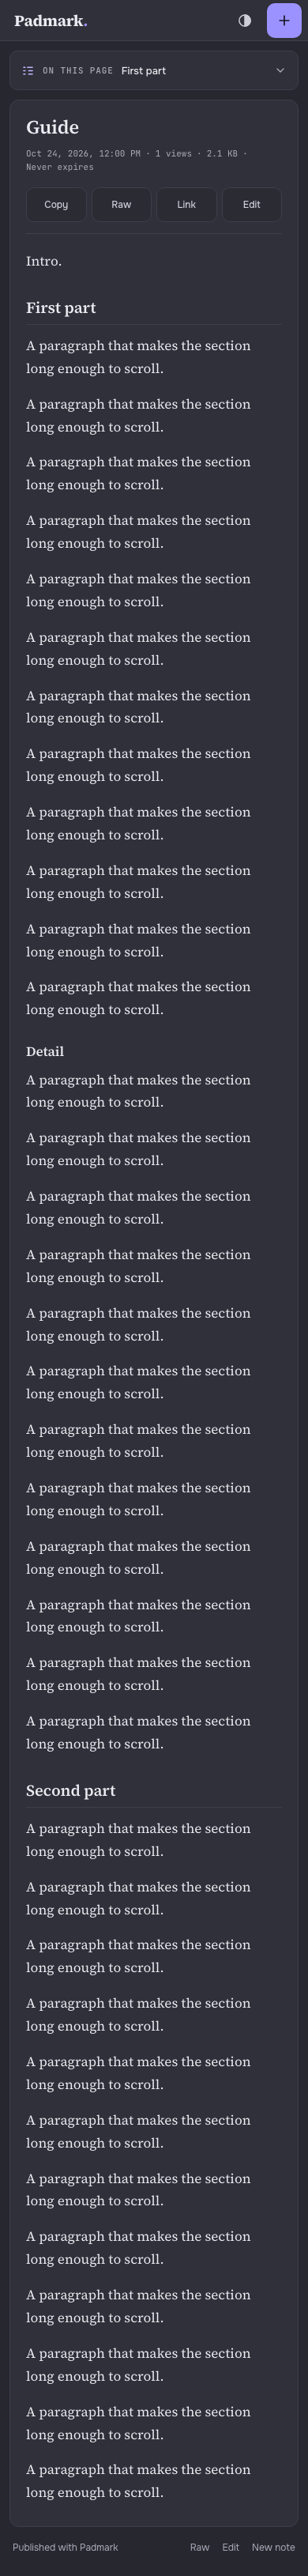 Padmark.
ON THIS PAGE First part
Guide
Oct 24, 2026, 12:00 PM · 1 views · 2.1 KB ·
Never expires
Copy Raw Link Edit
Intro.
First part
A paragraph that makes the section
long enough to scroll.
A paragraph that makes the section
long enough to scroll.
A paragraph that makes the section
long enough to scroll.
A paragraph that makes the section
long enough to scroll.
A paragraph that makes the section
long enough to scroll.
A paragraph that makes the section
long enough to scroll.
A paragraph that makes the section
long enough to scroll.
A paragraph that makes the section
long enough to scroll.
A paragraph that makes the section
long enough to scroll.
A paragraph that makes the section
long enough to scroll.
A paragraph that makes the section
long enough to scroll.
A paragraph that makes the section
long enough to scroll.
Detail
A paragraph that makes the section
long enough to scroll.
A paragraph that makes the section
long enough to scroll.
A paragraph that makes the section
long enough to scroll.
A paragraph that makes the section
long enough to scroll.
A paragraph that makes the section
long enough to scroll.
A paragraph that makes the section
long enough to scroll.
A paragraph that makes the section
long enough to scroll.
A paragraph that makes the section
long enough to scroll.
A paragraph that makes the section
long enough to scroll.
A paragraph that makes the section
long enough to scroll.
A paragraph that makes the section
long enough to scroll.
A paragraph that makes the section
long enough to scroll.
Second part
A paragraph that makes the section
long enough to scroll.
A paragraph that makes the section
long enough to scroll.
A paragraph that makes the section
long enough to scroll.
A paragraph that makes the section
long enough to scroll.
A paragraph that makes the section
long enough to scroll.
A paragraph that makes the section
long enough to scroll.
A paragraph that makes the section
long enough to scroll.
A paragraph that makes the section
long enough to scroll.
A paragraph that makes the section
long enough to scroll.
A paragraph that makes the section
long enough to scroll.
A paragraph that makes the section
long enough to scroll.
A paragraph that makes the section
long enough to scroll.
Published with Padmark Raw Edit New note